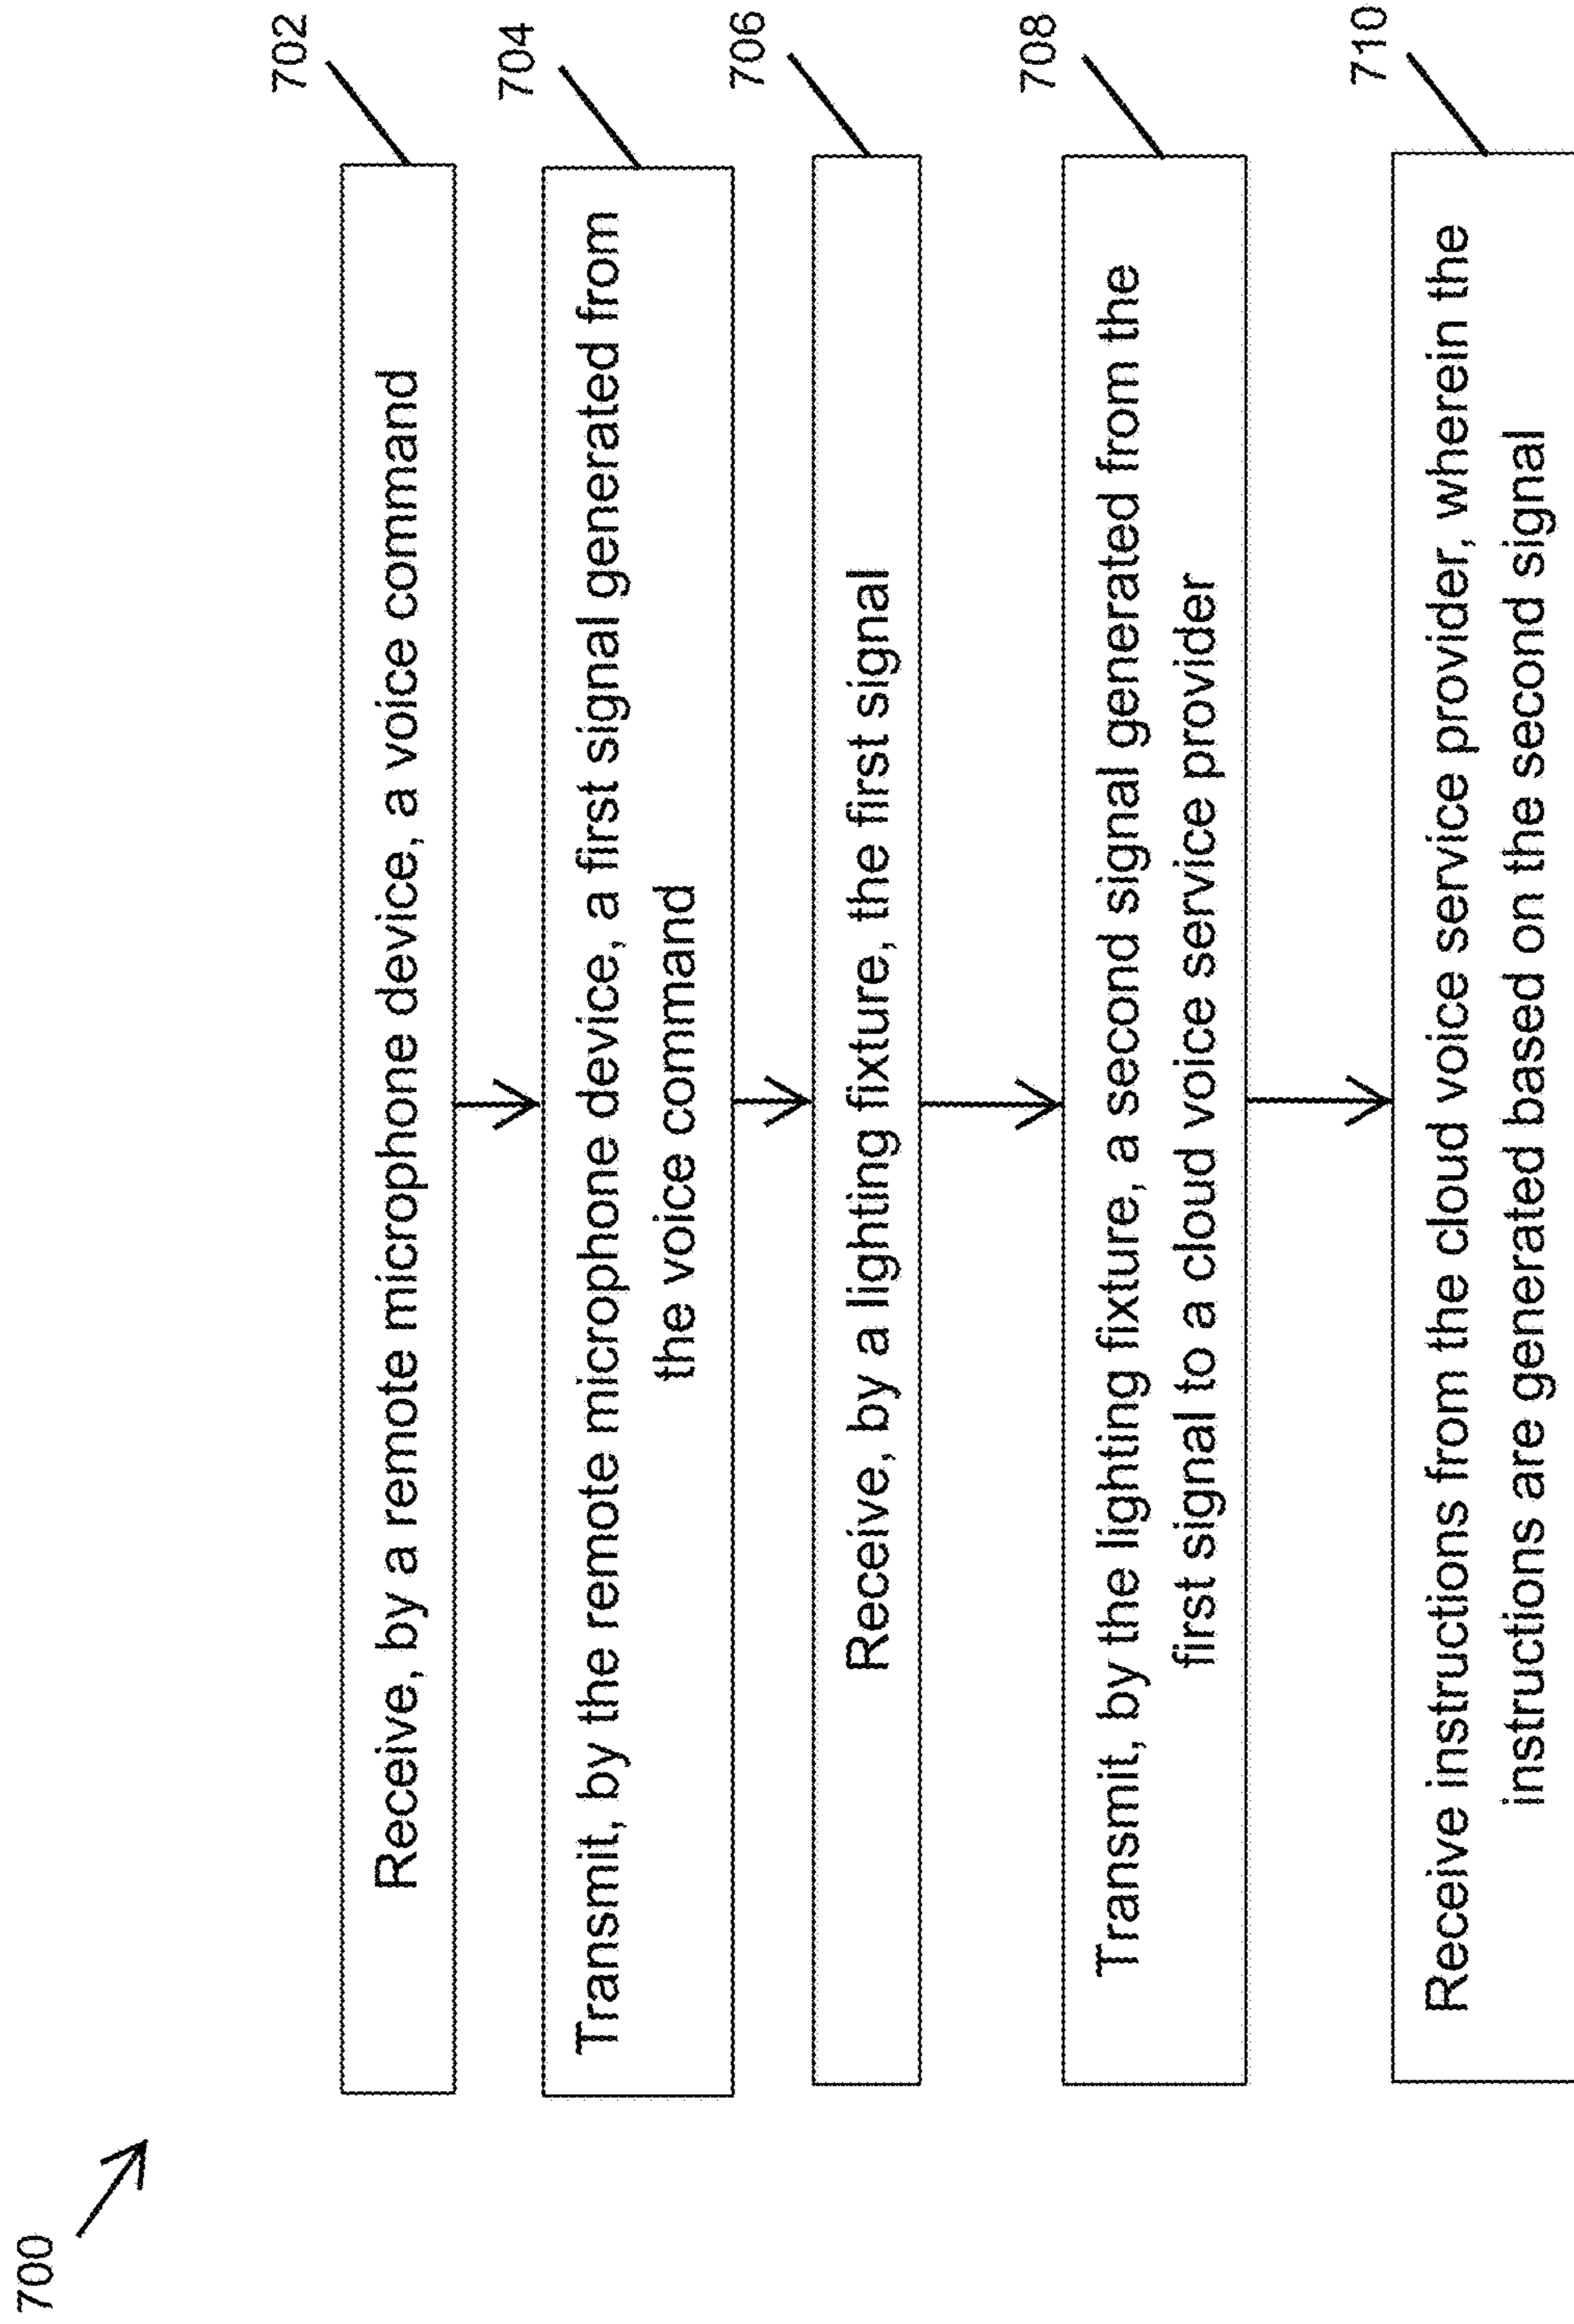 700
702
Receive, by a remote microphone device, a voice command
704
Transmit, by the remote microphone device, a first signal generated from
the voice command
706
Receive, by a lighting fixture, the first signal
708
Transmit, by the lighting fixture, a second signal generated from the
first signal to a cloud voice service provider
710
Receive instructions from the cloud voice service provider, wherein the
instructions are generated based on the second signal